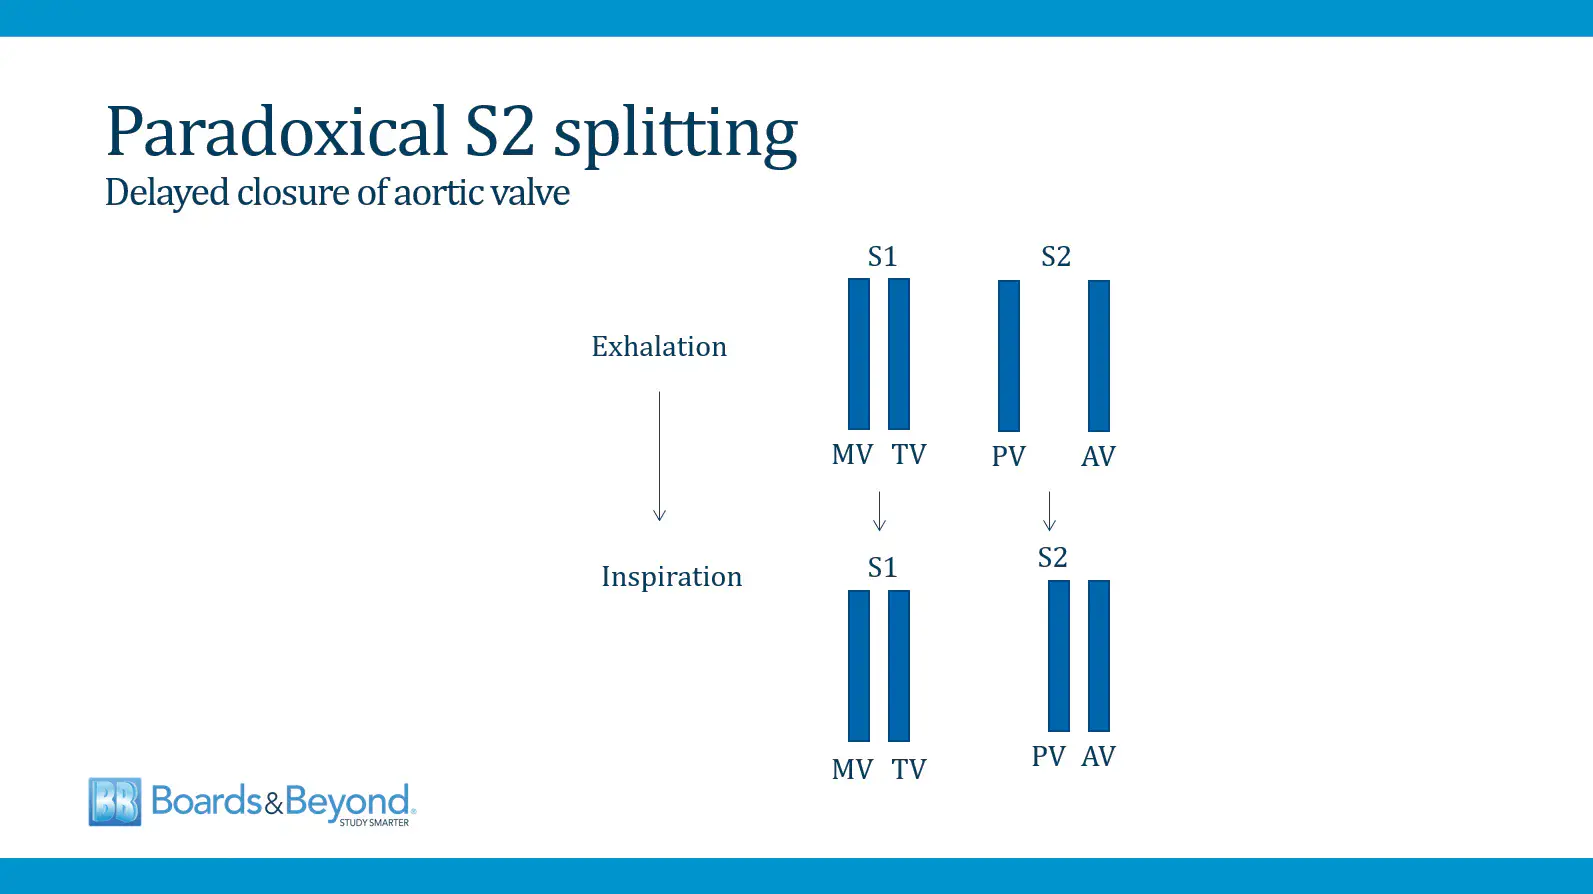 Paradoxical S2 splitting
Delayed closure of aortic valve
S1 S2
Exhalation
MV TV PV AV
S2
S1
Inspiration
PV AV
MV TV
BB Boards&Beyond®
STUDY SMARTER